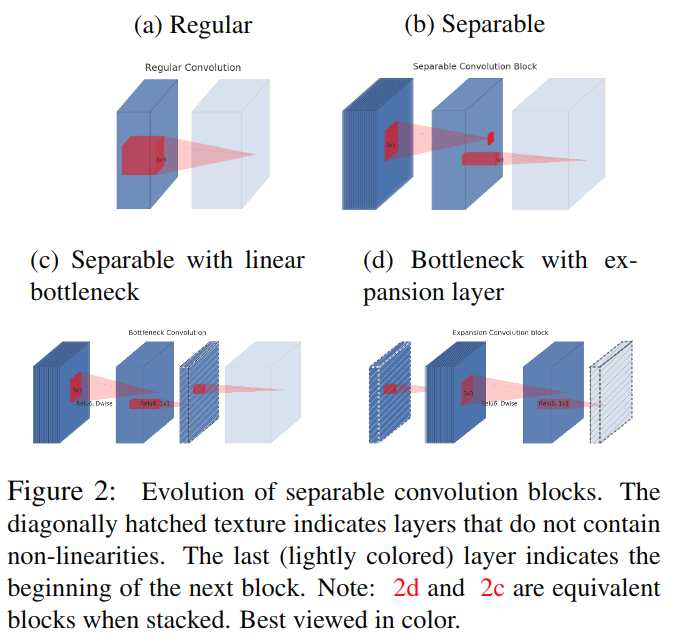 (a) Regular
(b) Separable
Regular Convolution
Separable Convolution Block
3x3
3x3
1x1
(c) Separable with linear
bottleneck
(d) Bottleneck with ex-
pansion layer
Bottleneck Convolution
Expansion Convolution block
3x3
Relu6, Dwise
Relu6, 1x1
3x3
Relu6, Dwise
Relu6, 1x1
Figure 2: Evolution of separable convolution blocks. The
diagonally hatched texture indicates layers that do not contain
non-linearities. The last (lightly colored) layer indicates the
beginning of the next block. Note: 2d and 2c are equivalent
blocks when stacked. Best viewed in color.